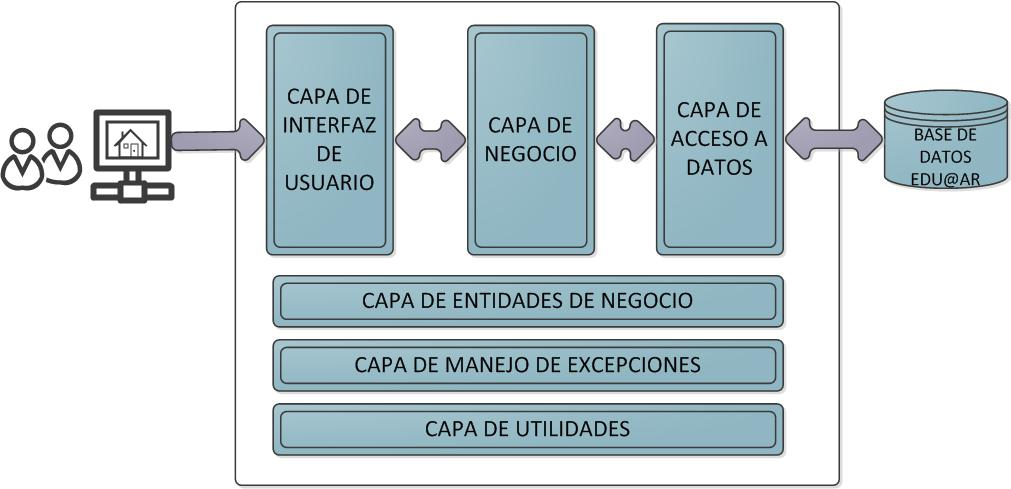 CAPA DE
INTERFAZ
DE
USUARIO
CAPA DE
NEGOCIO
CAPA DE
ACCESO A
DATOS
BASE DE
DATOS
EDU@AR
CAPA DE ENTIDADES DE NEGOCIO
CAPA DE MANEJO DE EXCEPCIONES
CAPA DE UTILIDADES